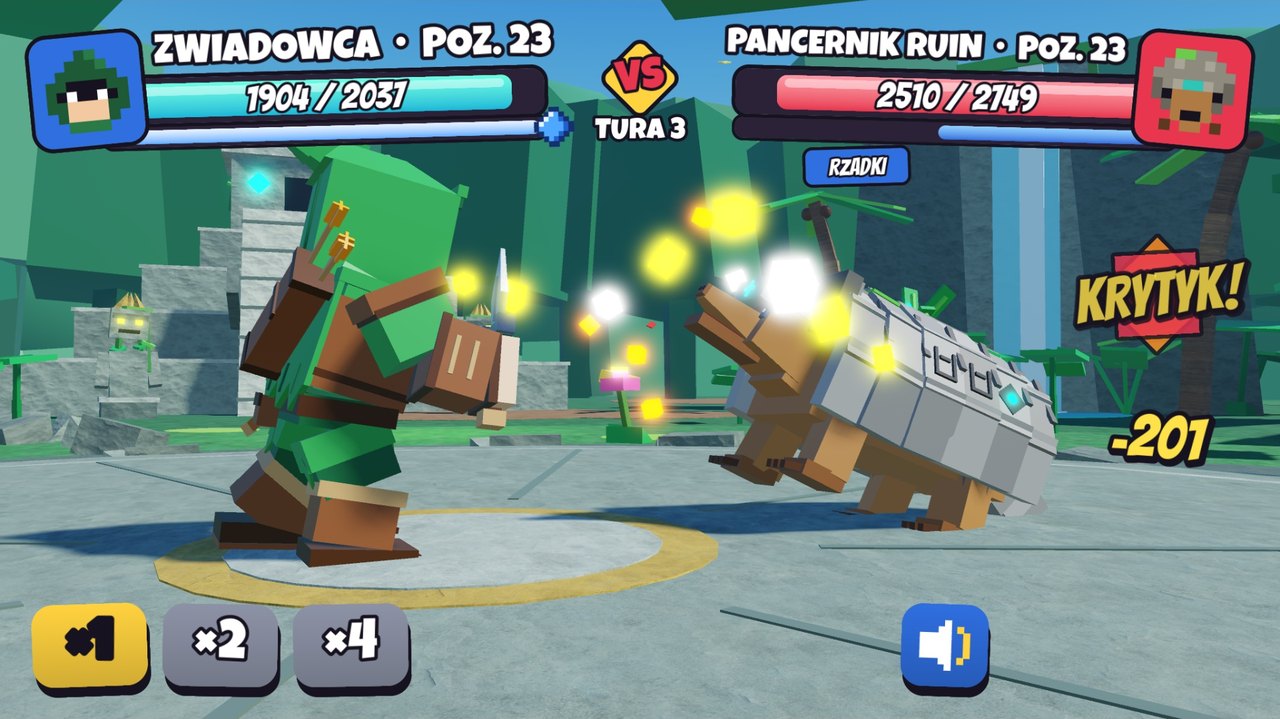 ZWIADOWCA • POZ. 23
1904 / 2037
VS
TURA 3
PANCERNIK RUIN • POZ. 23
2510 / 2749
RZADKI
KRYTYK!
-201
×1
×2
×4